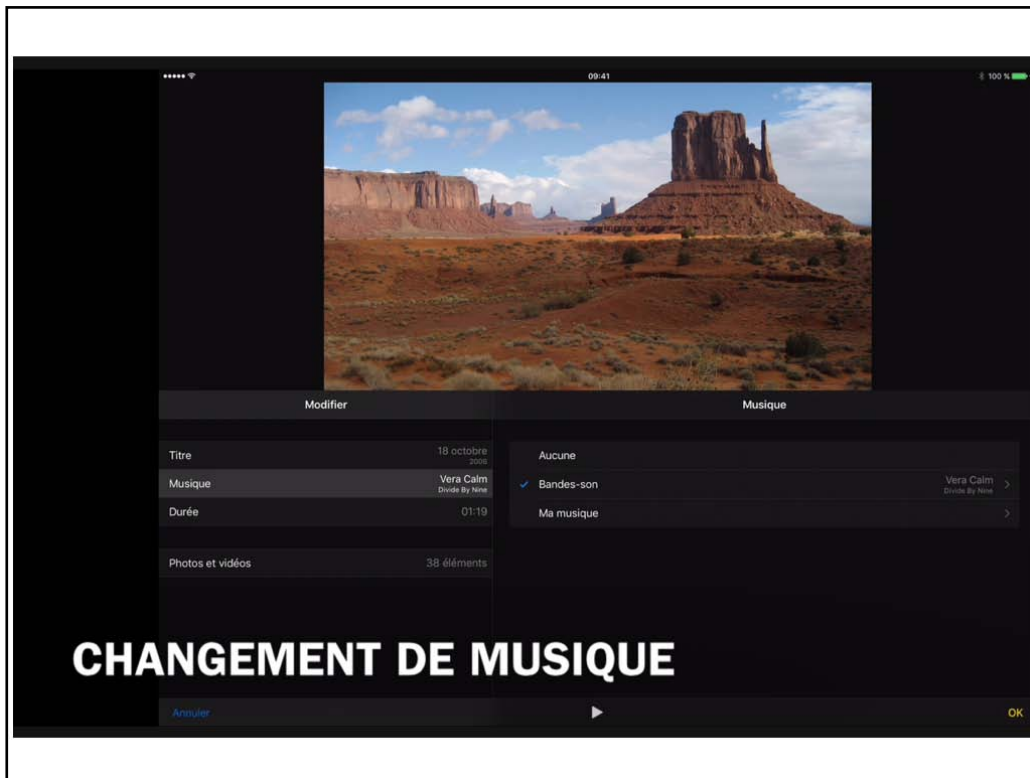 09:41
100 %
Modifier
Musique
Titre
18 octobre
2006
Musique
Vera Calm
Divide By Nine
Durée
01:19
Photos et vidéos
38 éléments
Aucune
Bandes-son
Vera Calm
Divide By Nine
Ma musique
CHANGEMENT DE MUSIQUE
Annuler
OK